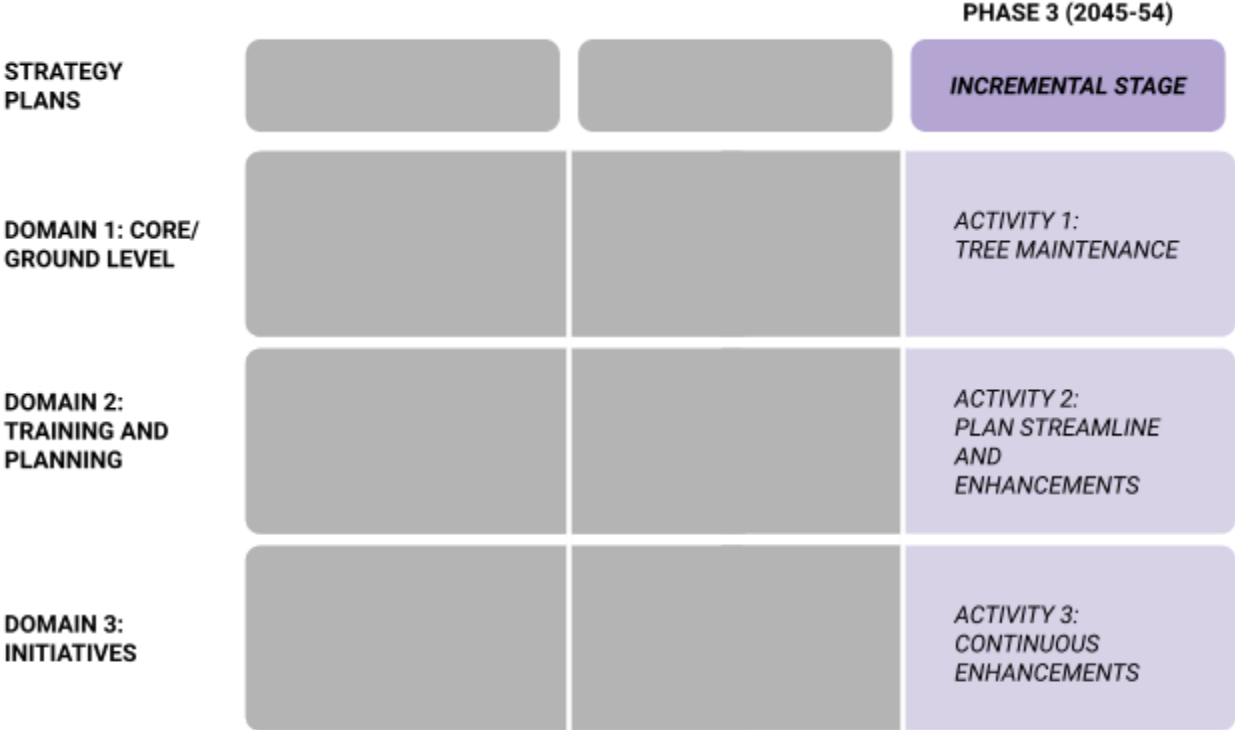 PHASE 3 (2045-54)
STRATEGY
PLANS
INCREMENTAL STAGE
DOMAIN 1: CORE/
GROUND LEVEL
ACTIVITY 1:
TREE MAINTENANCE
DOMAIN 2:
TRAINING AND
PLANNING
ACTIVITY 2:
PLAN STREAMLINE
AND
ENHANCEMENTS
DOMAIN 3:
INITIATIVES
ACTIVITY 3:
CONTINUOUS
ENHANCEMENTS